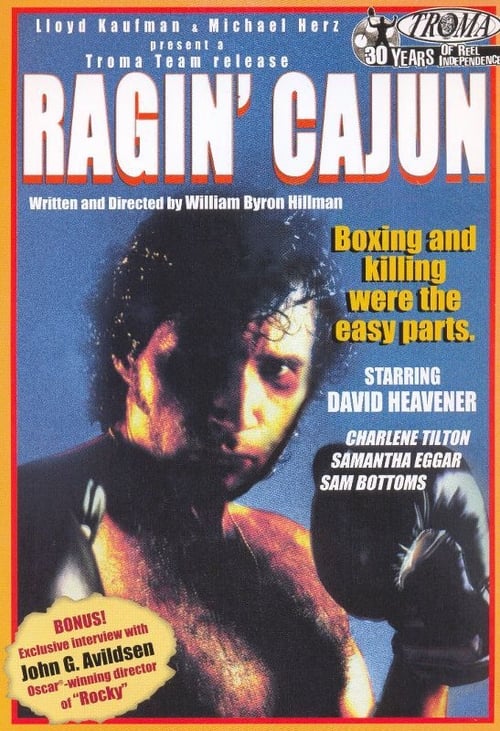 Lloyd Kaufman & Michael Herz
present a
Troma Team release
TROMA
30 YEARS OF REEL INDEPENDENCE
RAGIN' CAJUN
Written and Directed by William Byron Hillman
Boxing and
killing
were the
easy parts.
STARRING
DAVID HEAVENER
CHARLENE TILTON
SAMANTHA EGGAR
SAM BOTTOMS
BONUS!
Exclusive interview with
John G. Avildsen
Oscar®-winning director
of "Rocky"